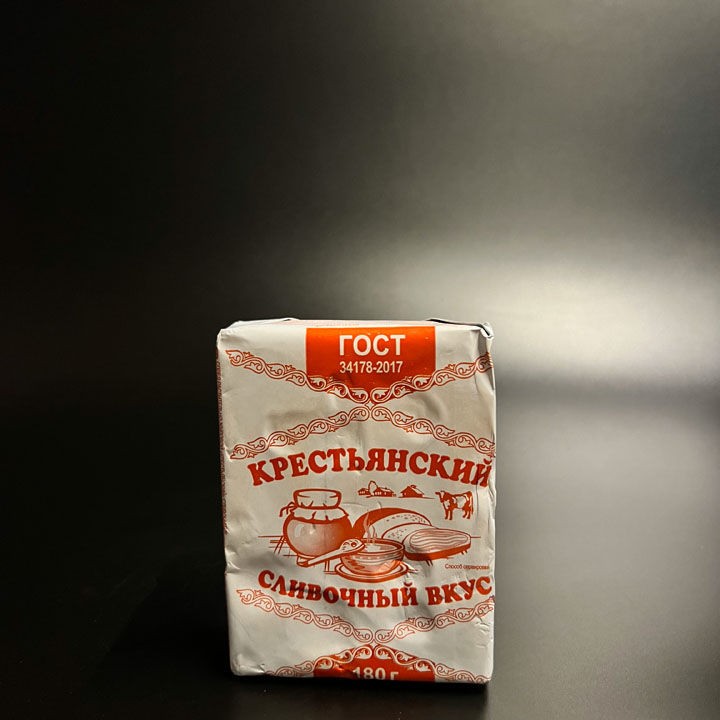 ГОСТ
34178-2017
КРЕСТЬЯНСКИЙ
Способ сервировки
СЛИВОЧНЫЙ ВКУС
180 г